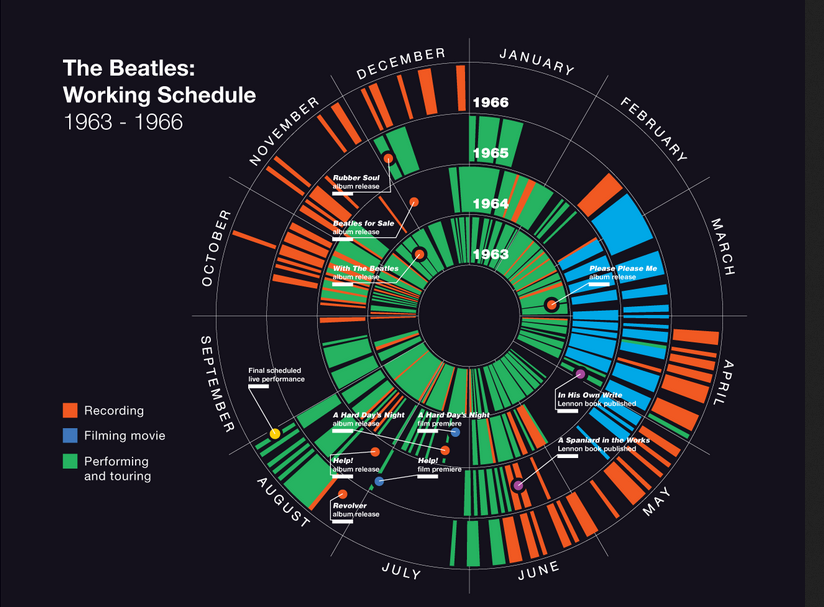 The Beatles:
Working Schedule
1963 - 1966
DECEMBER
JANUARY
NOVEMBER
FEBRUARY
OCTOBER
MARCH
SEPTEMBER
APRIL
AUGUST
MAY
JULY
JUNE
1966
1965
1964
1963
Rubber Soul
album release
Beatles for Sale
album release
With The Beatles
album release
Please Please Me
album release
Final scheduled
live performance
In His Own Write
Lennon book published
A Hard Day's Night
album release
A Hard Day's Night
film premiere
A Spaniard in the Works
Lennon book published
Help!
album release
Help!
film premiere
Revolver
album release
Recording
Filming movie
Performing
and touring